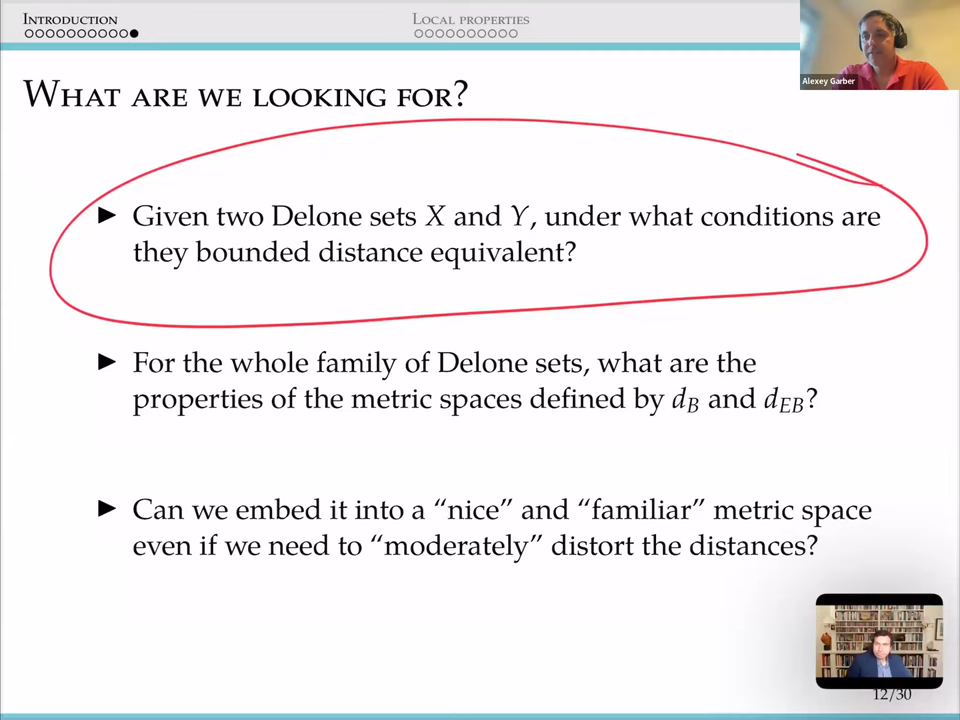 INTRODUCTION
LOCAL PROPERTIES
Alexey Garber
WHAT ARE WE LOOKING FOR?
► Given two Delone sets X and Y, under what conditions are
they bounded distance equivalent?
► For the whole family of Delone sets, what are the
properties of the metric spaces defined by d_B and d_EB?
► Can we embed it into a “nice” and “familiar” metric space
even if we need to “moderately” distort the distances?
12/30